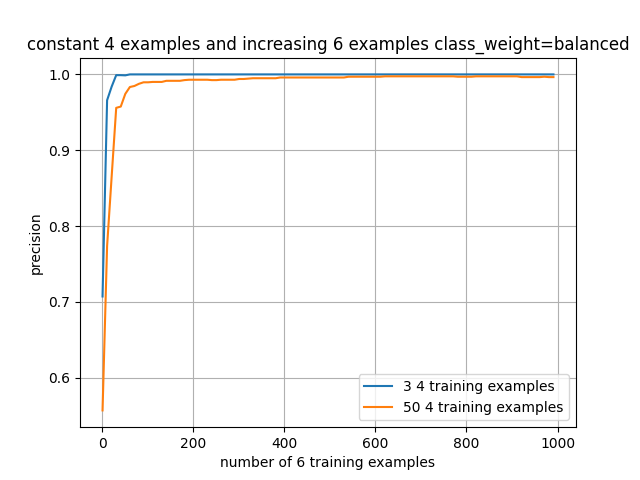 constant 4 examples and increasing 6 examples class_weight=balanced
1.0
0.9
0.8
0.7
0.6
precision
0 200 400 600 800 1000
number of 6 training examples
3 4 training examples
50 4 training examples